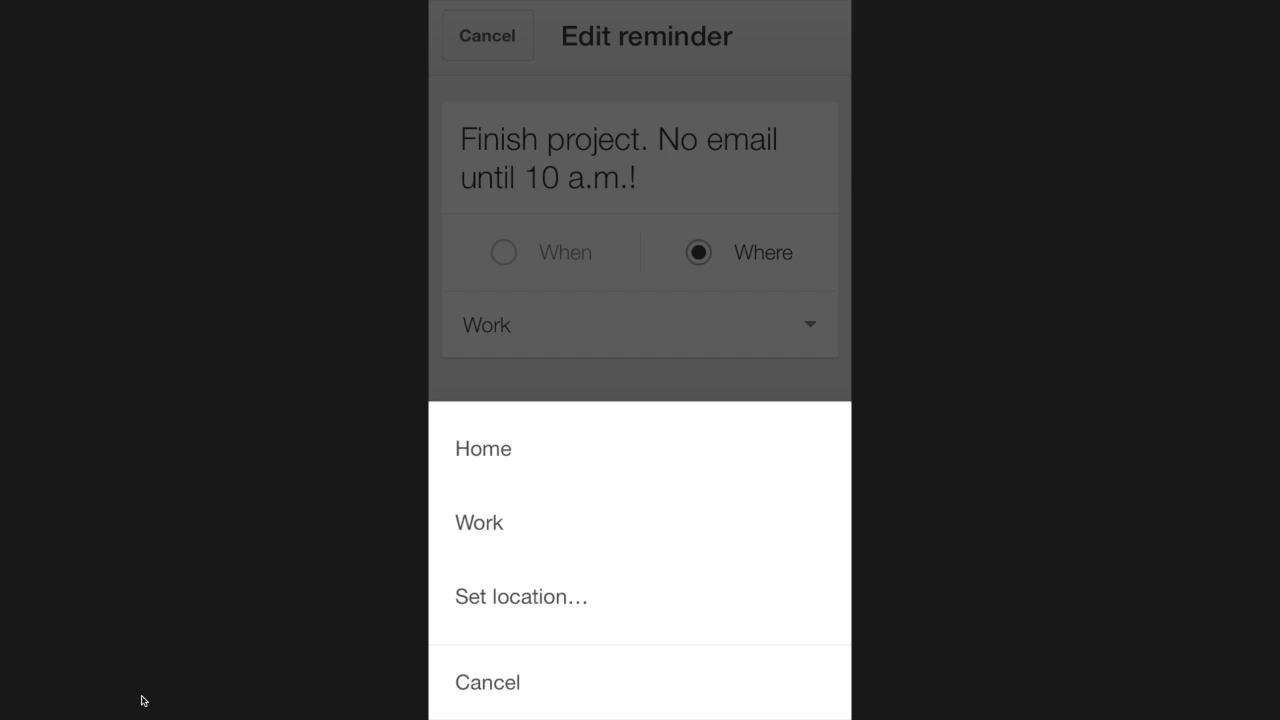 Cancel
Edit reminder
Finish project. No email
until 10 a.m.!
When
Where
Work
Home
Work
Set location…
Cancel